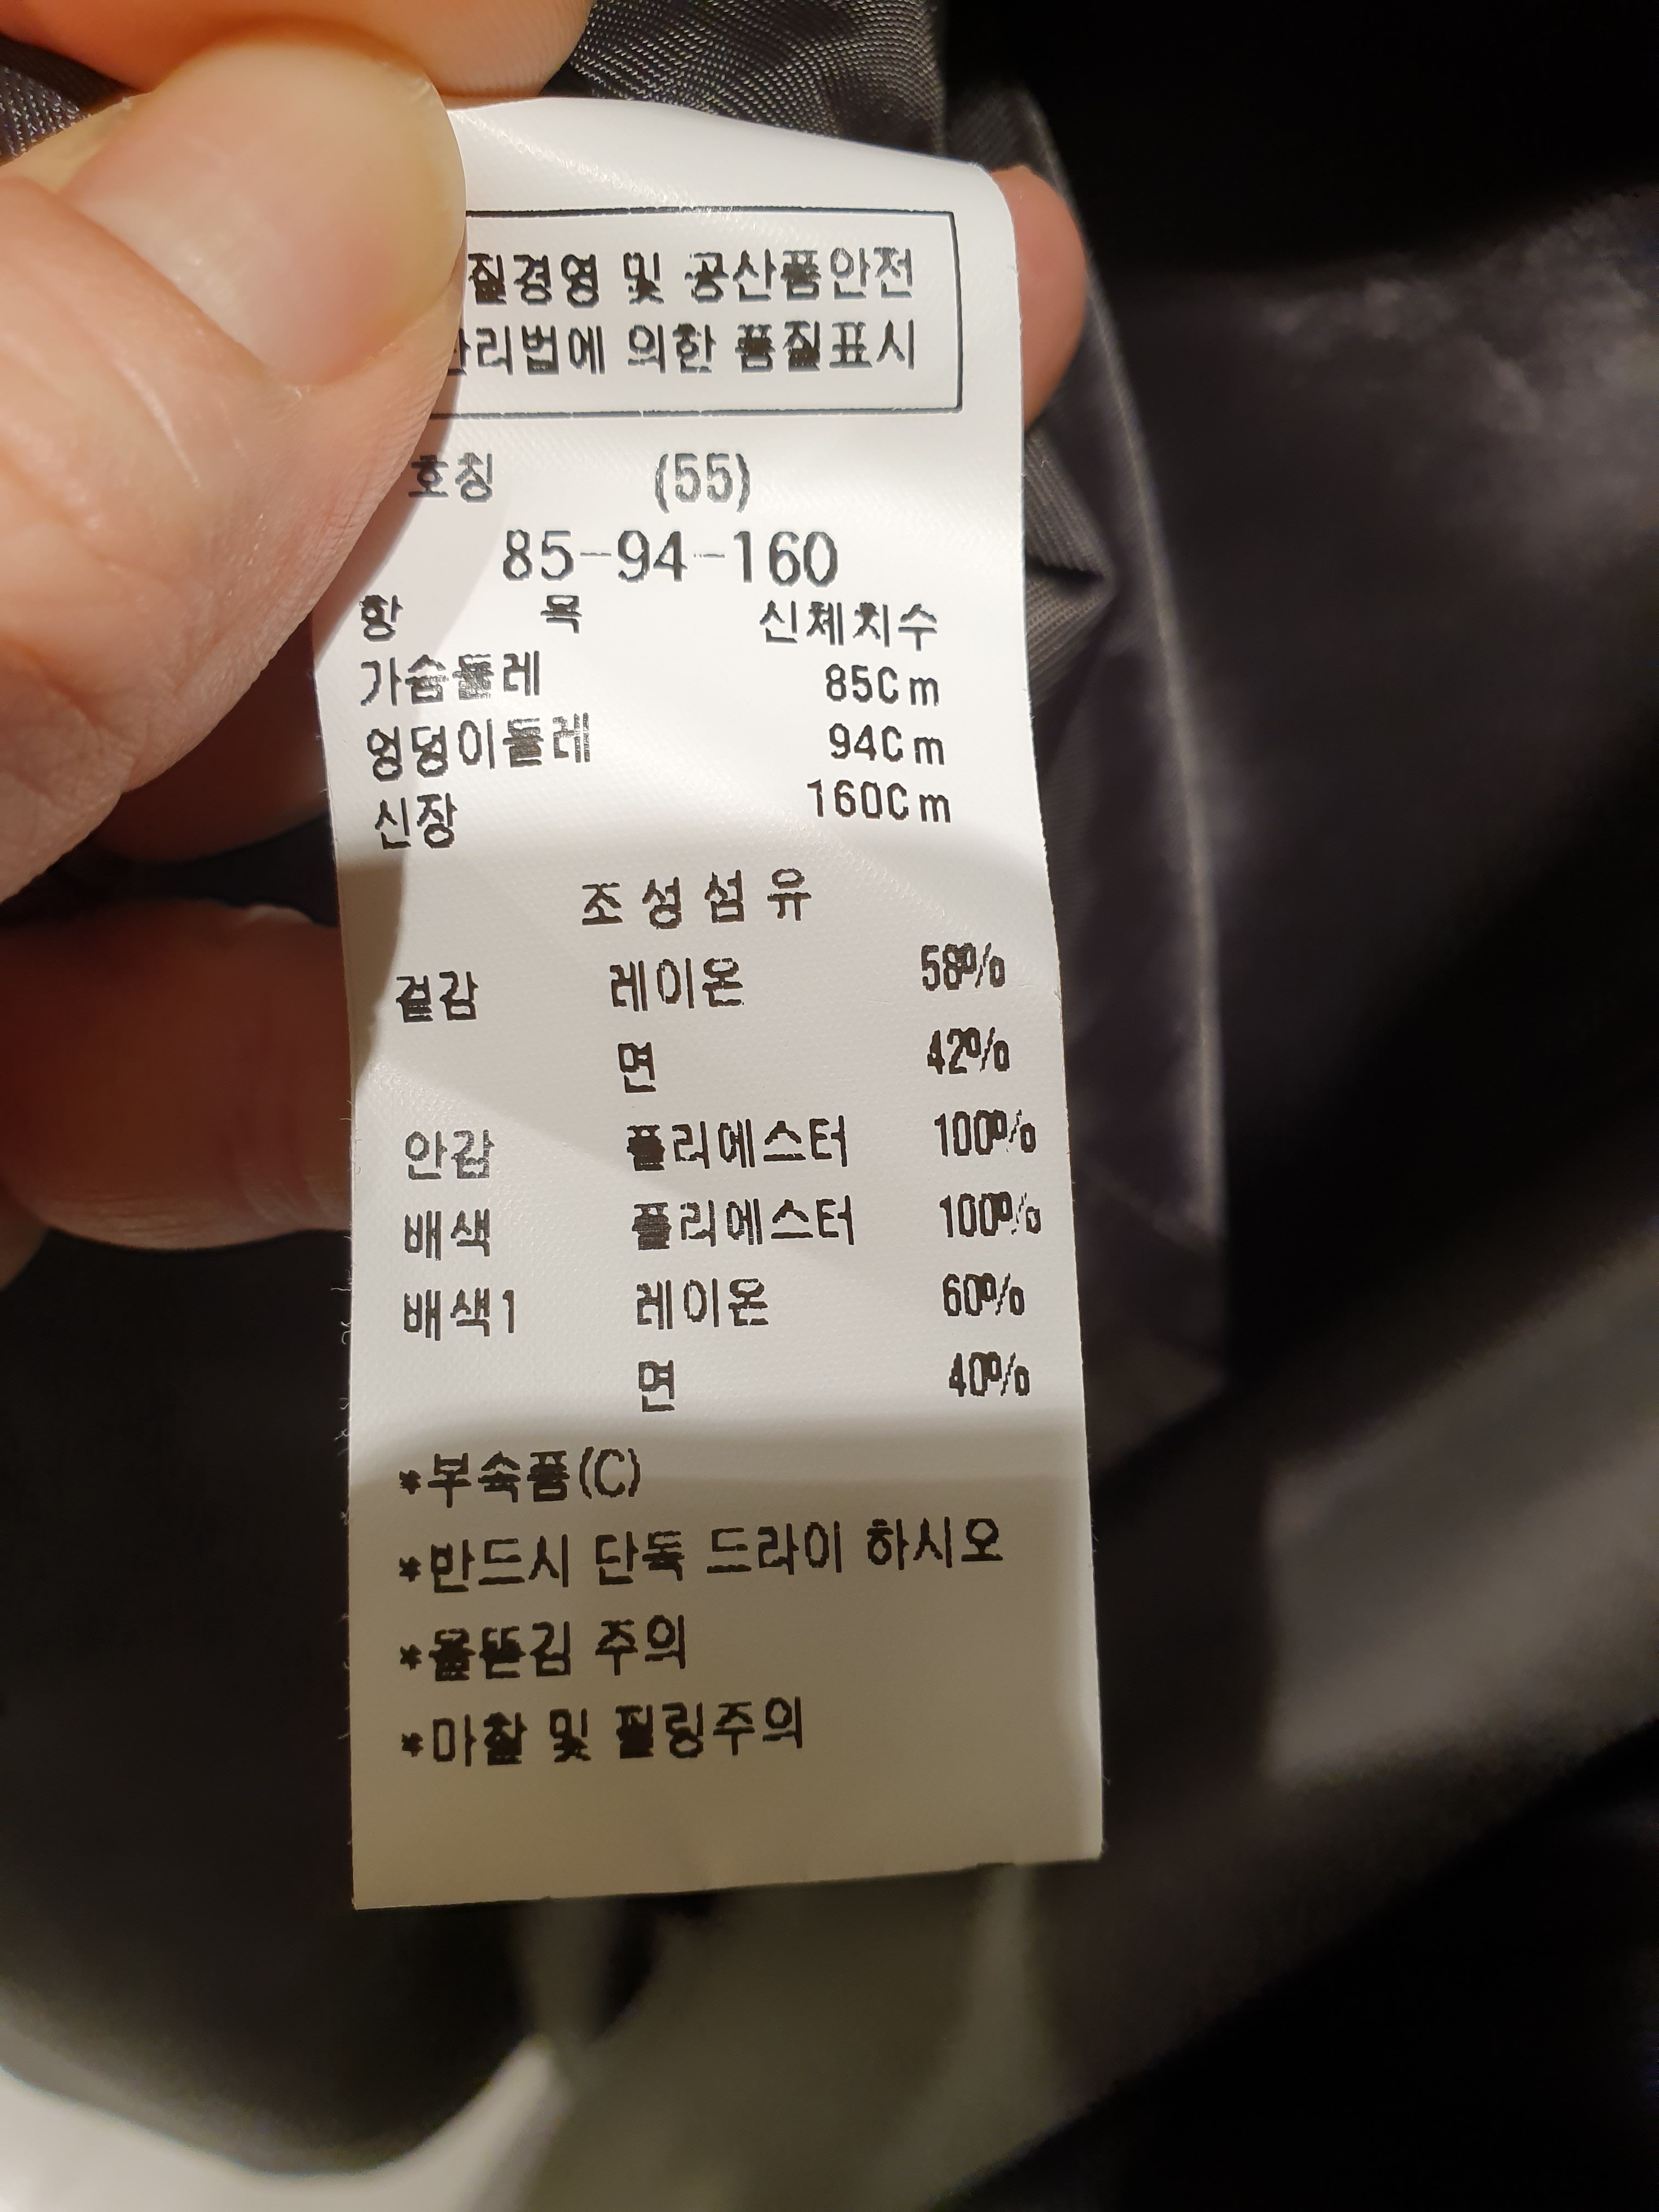 질경영 및 공산품안전
관리법에 의한 품질표시
호칭 (55)
85-94-160
항 목 신체치수
가슴둘레 85Cm
엉덩이둘레 94Cm
신장 160Cm
조성섬유
겉감 레이온 58%
면 42%
안감 폴리에스터 100%
배색 폴리에스터 100%
배색1 레이온 60%
면 40%
*부속품(C)
*반드시 단독 드라이 하시오
*올뜯김 주의
*마찰 및 필링주의